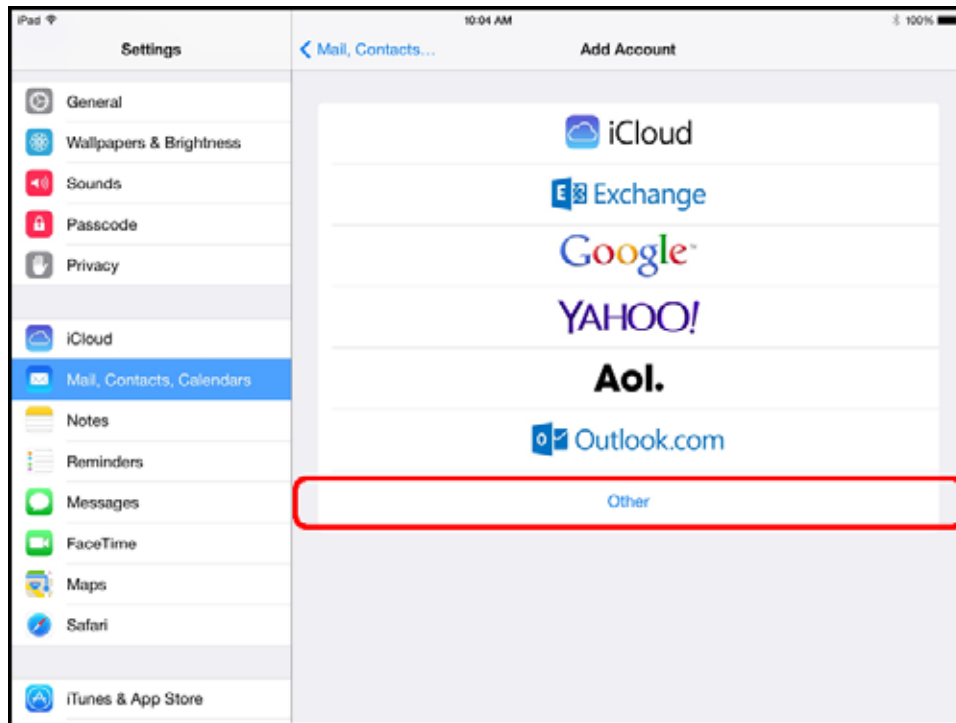 iPad 10:04 AM 100%
Settings
Mail, Contacts... Add Account
General
Wallpapers & Brightness
Sounds
Passcode
Privacy
iCloud
Mail, Contacts, Calendars
Notes
Reminders
Messages
FaceTime
Maps
Safari
iTunes & App Store
iCloud
E Exchange
Google™
YAHOO!
Aol.
o Outlook.com
Other